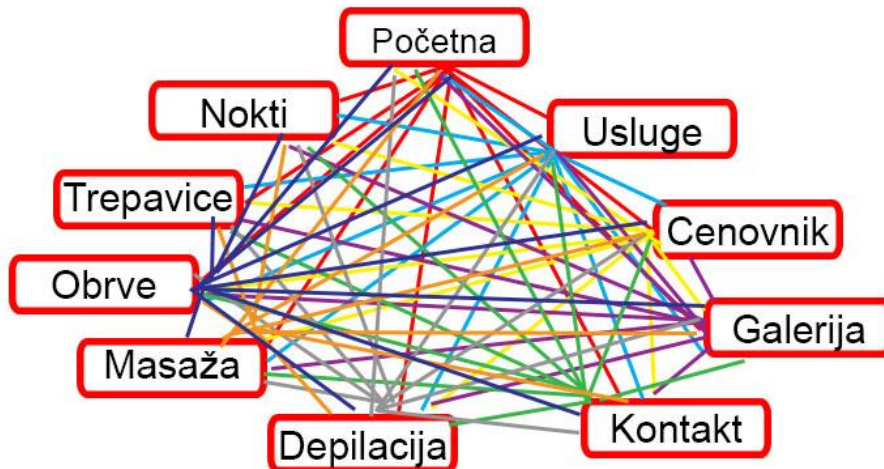 Početna
Nokti
Usluge
Trepavice
Cenovnik
Obrve
Galerija
Masaža
Kontakt
Depilacija